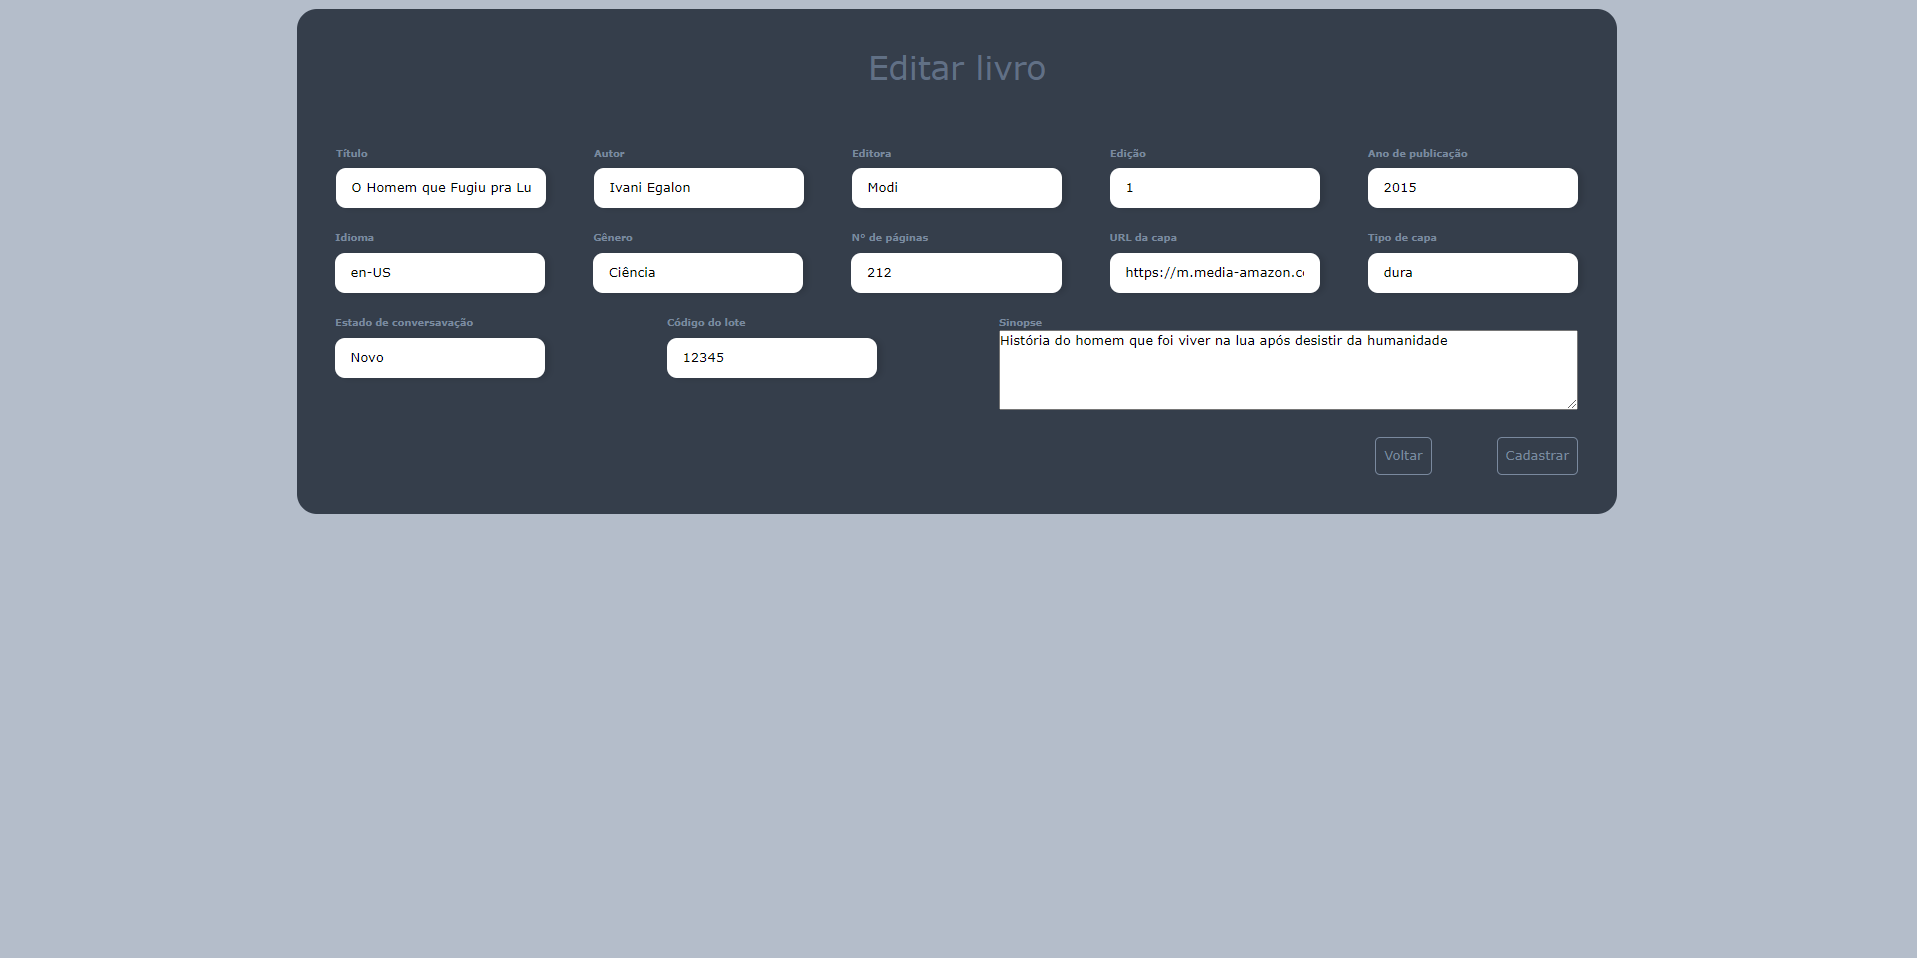 Editar livro
Título
Autor
Editora
Edição
Ano de publicação
O Homem que Fugiu pra Lu
Ivani Egalon
Modi
1
2015
Idioma
Gênero
Nº de páginas
URL da capa
Tipo de capa
en-US
Ciência
212
https://m.media-amazon.c
dura
Estado de conversavação
Código do lote
Sinopse
Novo
12345
História do homem que foi viver na lua após desistir da humanidade
Voltar
Cadastrar